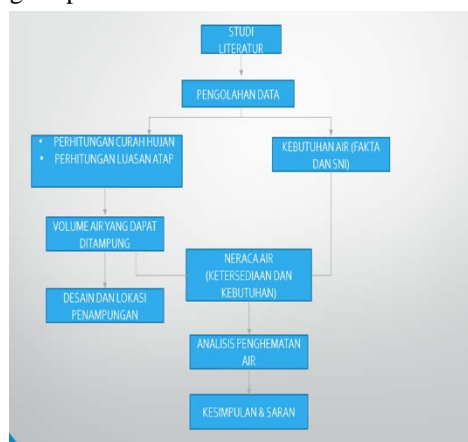 STUDI
LITERATUR
PENGOLAHAN DATA
• PERHITUNGAN CURAH HUJAN
• PERHITUNGAN LUASAN ATAP
KEBUTUHAN AIR (FAKTA
DAN SNI)
VOLUME AIR YANG DAPAT
DITAMPUNG
NERACA AIR
(KETERSEDIAAN DAN
KEBUTUHAN)
DESAIN DAN LOKASI
PENAMPUNGAN
ANALISIS PENGHEMATAN
AIR
KESIMPULAN & SARAN